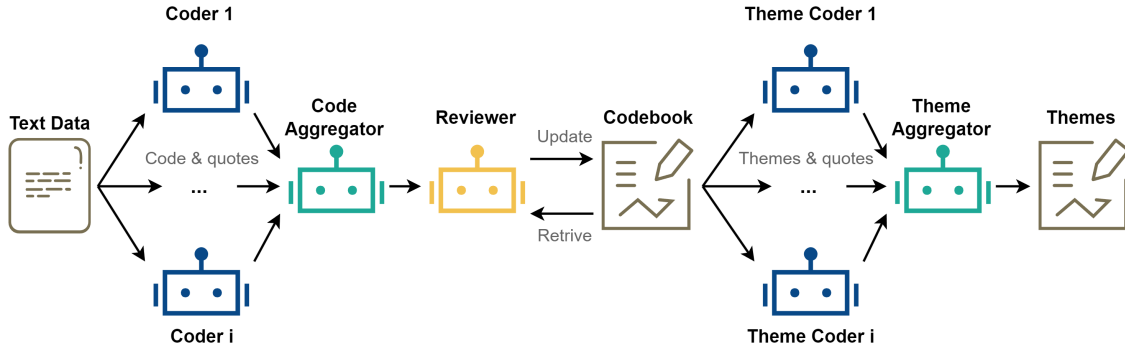 Coder 1
Theme Coder 1
Text Data
Code
Aggregator
Reviewer
Update
Codebook
Theme
Aggregator
Themes
Code & quotes
...
Themes & quotes
...
Retrive
Coder i
Theme Coder i